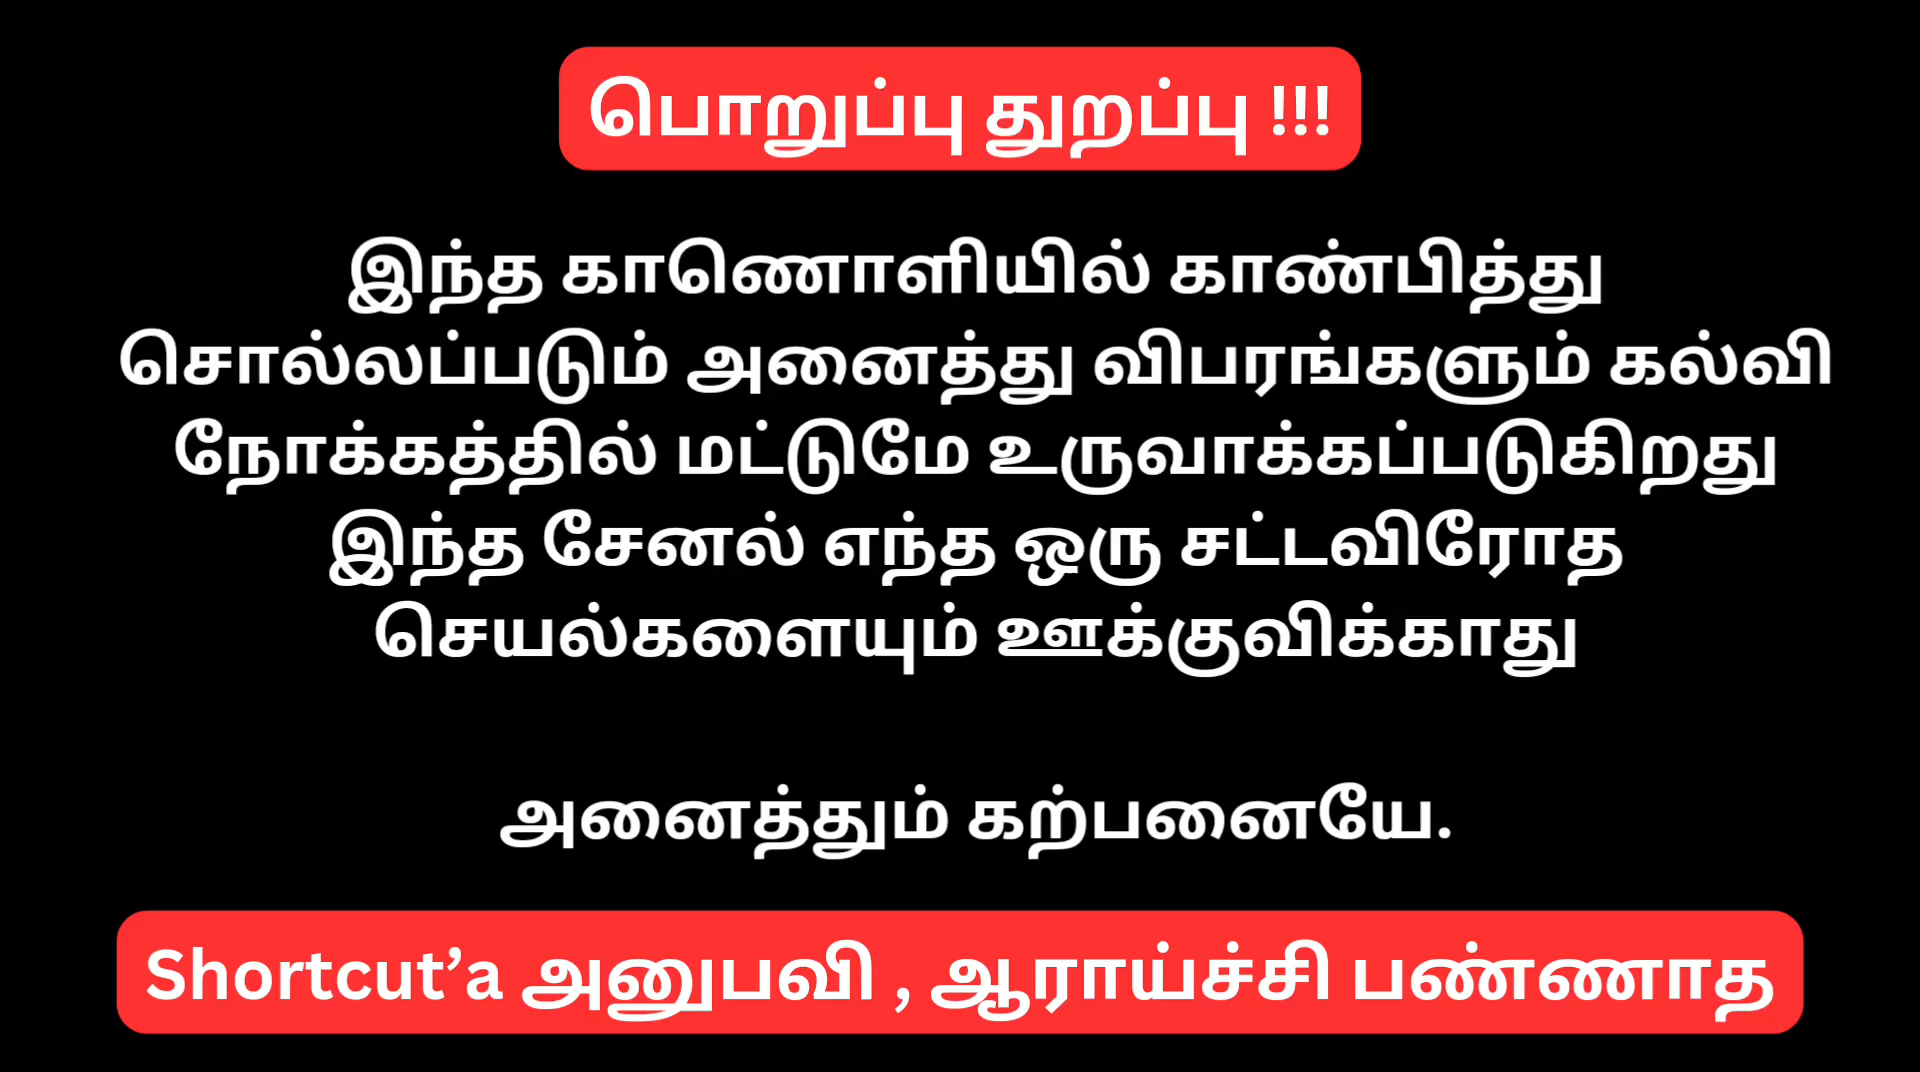 பொறுப்பு துறப்பு !!!
இந்த காணொளியில் காண்பித்து
சொல்லப்படும் அனைத்து விபரங்களும் கல்வி
நோக்கத்தில் மட்டுமே உருவாக்கப்படுகிறது
இந்த சேனல் எந்த ஒரு சட்டவிரோத
செயல்களையும் ஊக்குவிக்காது
அனைத்தும் கற்பனையே.
Shortcut’a அனுபவி , ஆராய்ச்சி பண்ணாத